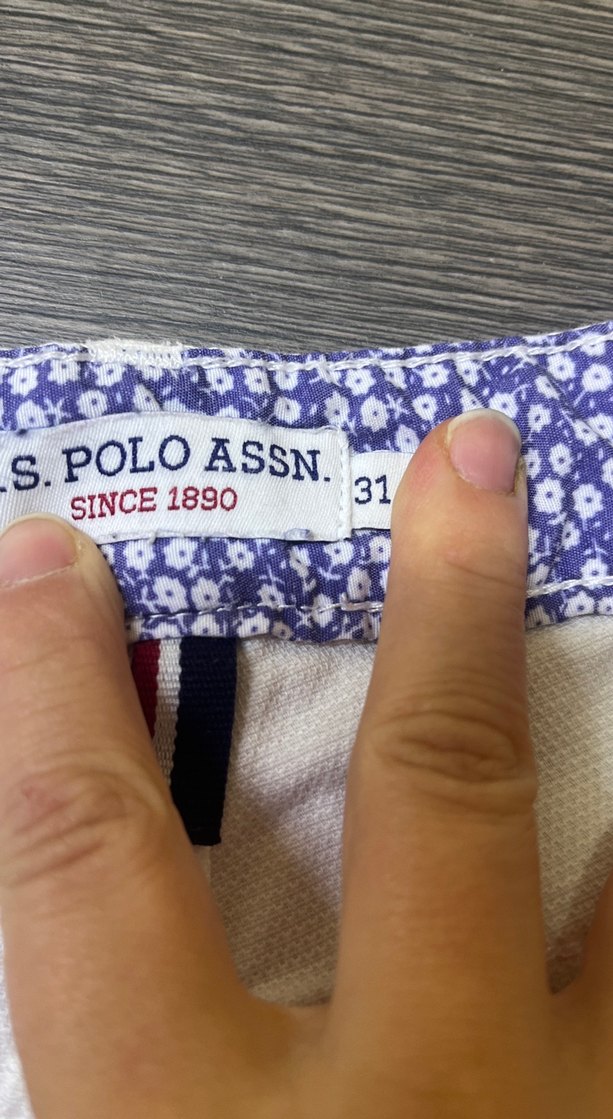 .S. POLO ASSN.
SINCE 1890
31